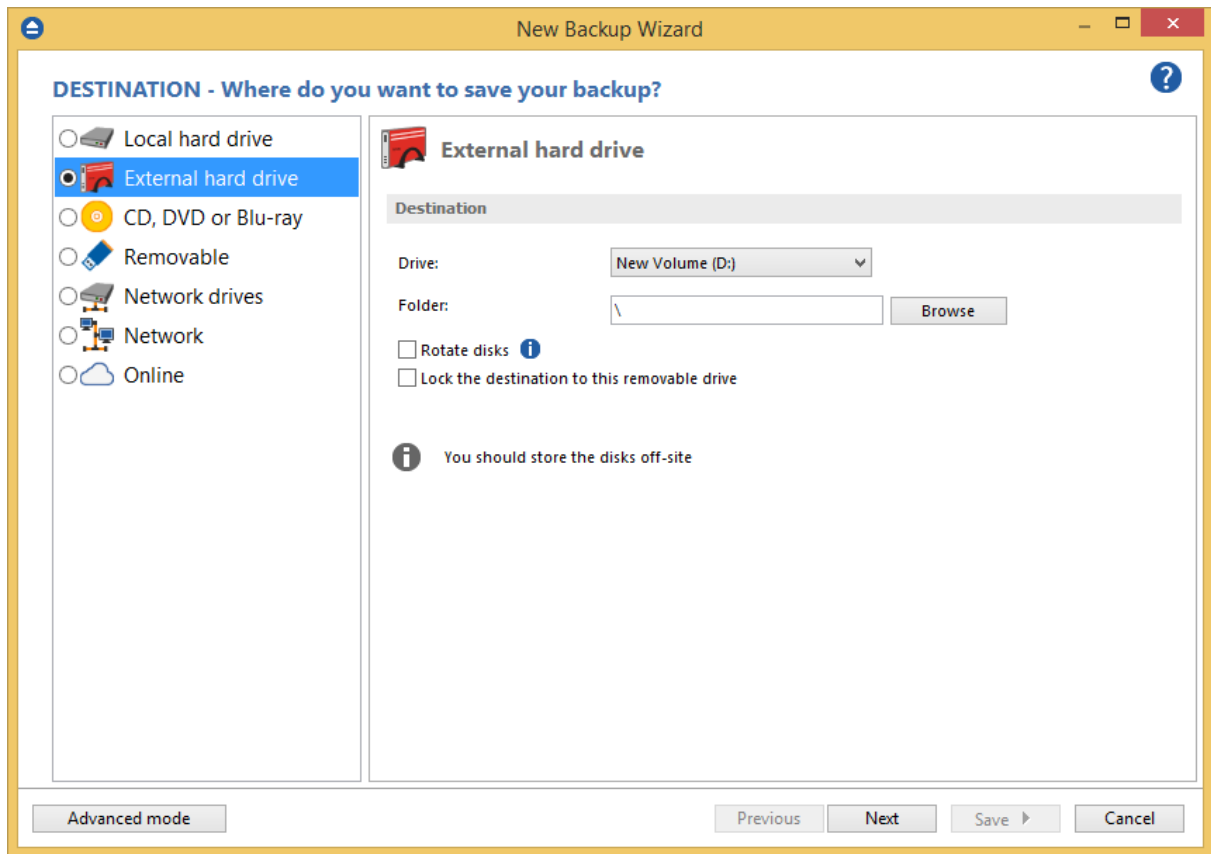 New Backup Wizard
DESTINATION - Where do you want to save your backup?
?
Local hard drive
External hard drive
CD, DVD or Blu-ray
Removable
Network drives
Network
Online
External hard drive
Destination
Drive:
New Volume (D:)
Folder:
\
Browse
Rotate disks
Lock the destination to this removable drive
You should store the disks off-site
Advanced mode
Previous
Next
Save
Cancel